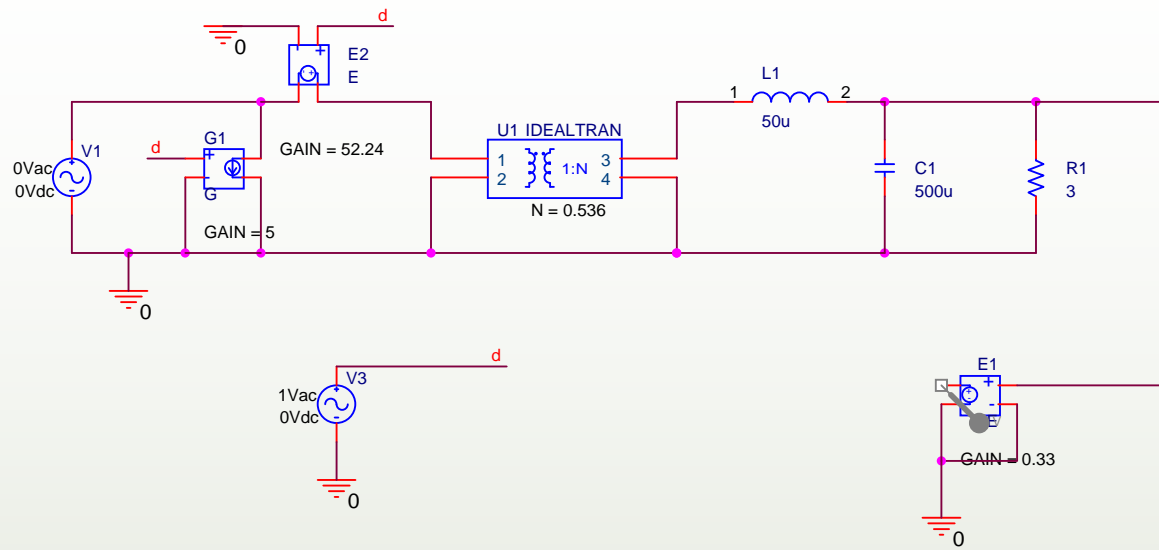 d
0
E2
E
V1
0Vac
0Vdc
d
G1
G
GAIN = 5
GAIN = 52.24
U1 IDEALTRAN
1
2
1:N
3
4
N = 0.536
L1
1
2
50u
C1
500u
R1
3
0
d
V3
1Vac
0Vdc
0
E1
GAIN = 0.33
0